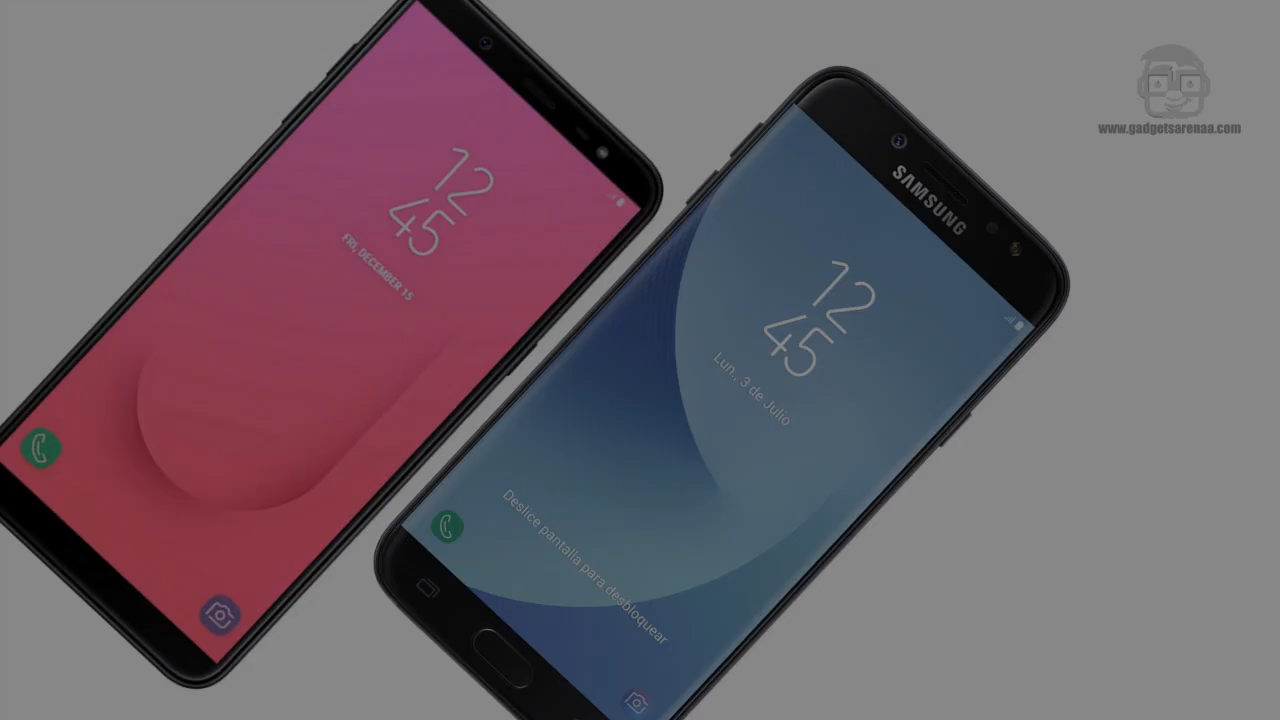 12
45
FRI, DECEMBER 15
SAMSUNG
12
45
Lun., 3 de Julio
Deslice pantalla para desbloquear
www.gadgetsarenaa.com